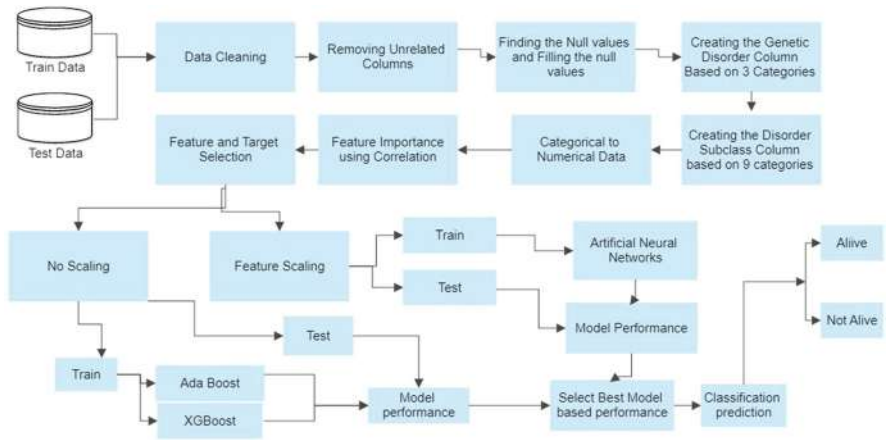 Train Data
Test Data
Data Cleaning
Removing Unrelated
Columns
Finding the Null values
and Filling the null
values
Creating the Genetic
Disorder Column
Based on 3 Categories
Feature and Target
Selection
Feature Importance
using Correlation
Categorical to
Numerical Data
Creating the Disorder
Subclass Column
based on 9 categories
No Scaling
Feature Scaling
Train
Test
Artificial Neural
Networks
Model Performance
Aliive
Not Alive
Test
Train
Ada Boost
XGBoost
Model
performance
Select Best Model
based performance
Classification
prediction